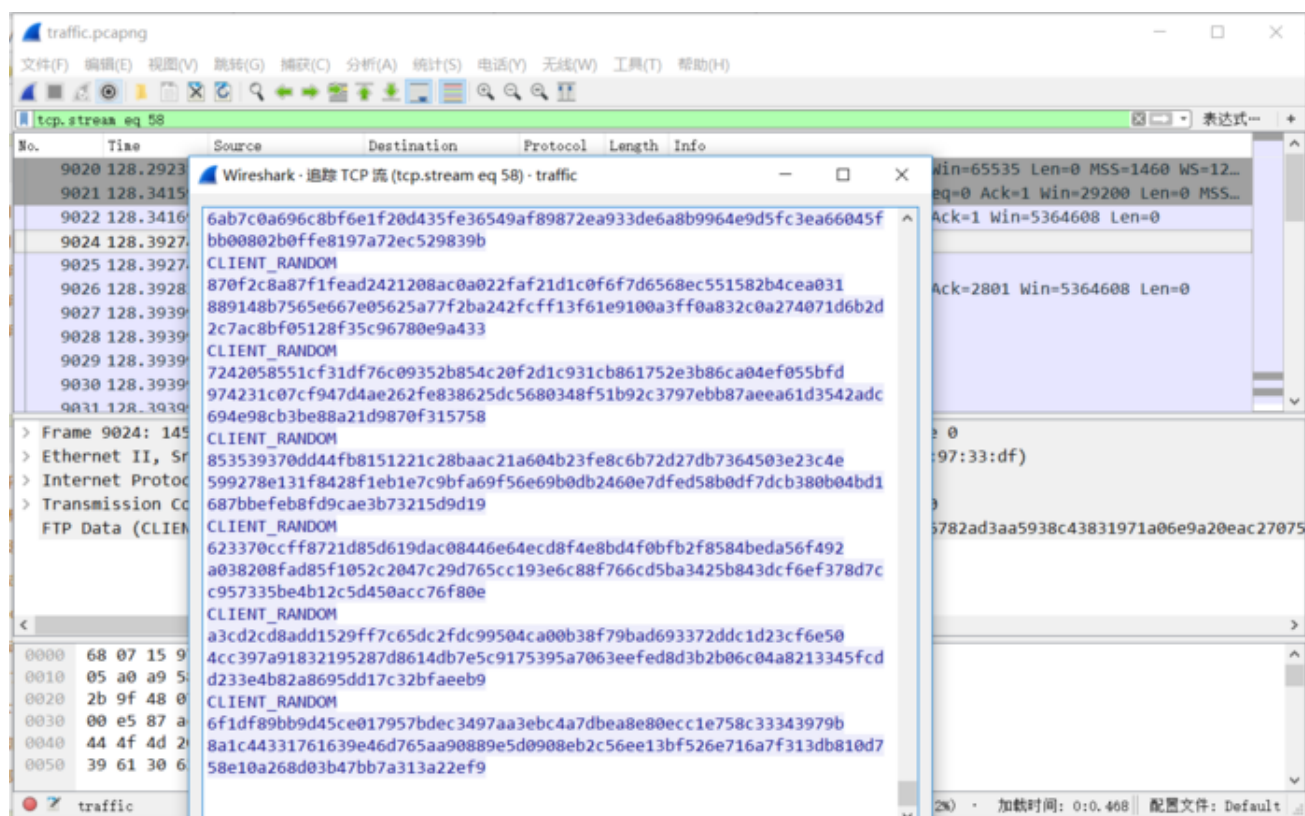 traffic.pcapng
文件(F) 编辑(E) 视图(V) 跳转(G) 捕获(C) 分析(A) 统计(S) 电话(Y) 无线(W) 工具(T) 帮助(H)
tcp.stream eq 58 表达式…
No. Time Source Destination Protocol Length Info
9020 128.2923 Win=65535 Len=0 MSS=1460 WS=12…
9021 128.3415 eq=0 Ack=1 Win=29200 Len=0 MSS…
9022 128.3416 Ack=1 Win=5364608 Len=0
9024 128.3927
9025 128.3927
9026 128.3928 Ack=2801 Win=5364608 Len=0
9027 128.3939
9028 128.3939
9029 128.3939
9030 128.3939
9031 128.3939
Wireshark · 追踪 TCP 流 (tcp.stream eq 58) · traffic
6ab7c0a696c8bf6e1f20d435fe36549af89872ea933de6a8b9964e9d5fc3ea66045f
bb00802b0ffe8197a72ec529839b
CLIENT_RANDOM
870f2c8a87f1fead2421208ac0a022faf21d1c0f6f7d6568ec551582b4cea031
889148b7565e667e05625a77f2ba242fcff13f61e9100a3ff0a832c0a274071d6b2d
2c7ac8bf05128f35c96780e9a433
CLIENT_RANDOM
7242058551cf31df76c09352b854c20f2d1c931cb861752e3b86ca04ef055bfd
974231c07cf947d4ae262fe838625dc5680348f51b92c3797ebb87aeea61d3542adc
694e98cb3be88a21d9870f315758
CLIENT_RANDOM
853539370dd44fb8151221c28baac21a604b23fe8c6b72d27db7364503e23c4e
599278e131f8428f1eb1e7c9bfa69f56e69b0db2460e7dfed58b0df7dcb380b04bd1
687bbefeb8fd9cae3b73215d9d19
CLIENT_RANDOM
623370ccff8721d85d619dac08446e64ecd8f4e8bd4f0bfb2f8584beda56f492
a038208fad85f1052c2047c29d765cc193e6c88f766cd5ba3425b843dcf6ef378d7c
c957335be4b12c5d450acc76f80e
CLIENT_RANDOM
a3cd2cd8add1529ff7c65dc2fdc99504ca00b38f79bad693372ddc1d23cf6e50
4cc397a91832195287d8614db7e5c9175395a7063eefed8d3b2b06c04a8213345fcd
d233e4b82a8695dd17c32bfaeeb9
CLIENT_RANDOM
6f1df89bb9d45ce017957bdec3497aa3ebc4a7dbea8e80ecc1e758c33343979b
8a1c44331761639e46d765aa90889e5d0908eb2c56ee13bf526e716a7f313db810d7
58e10a268d03b47bb7a313a22ef9
Frame 9024: 145 e 0
Ethernet II, Sr :97:33:df)
Internet Protoc
Transmission Co
FTP Data (CLIEN 5782ad3aa5938c43831971a06e9a20eac27075
0000 68 07 15 9
0010 05 a0 a9 5
0020 2b 9f 48 0
0030 00 e5 87 a
0040 44 4f 4d 2
0050 39 61 30 6
traffic 2%) · 加载时间: 0:0.468 配置文件: Default